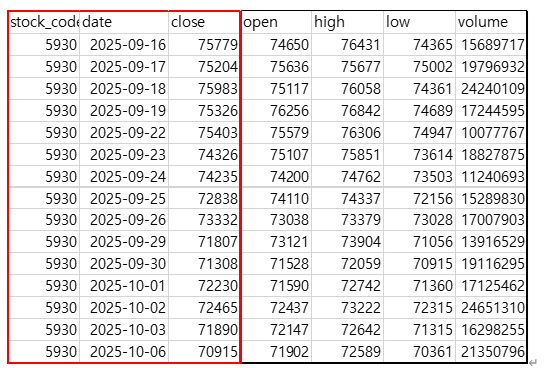 stock_code date close open high low volume
5930 2025-09-16 75779 74650 76431 74365 15689717
5930 2025-09-17 75204 75636 75677 75002 19796932
5930 2025-09-18 75983 75117 76058 74361 24240109
5930 2025-09-19 75326 76256 76842 74689 17244595
5930 2025-09-22 75403 75579 76306 74947 10077767
5930 2025-09-23 74326 75107 75851 73614 18827875
5930 2025-09-24 74235 74200 74762 73503 11240693
5930 2025-09-25 72838 74110 74337 72156 15289830
5930 2025-09-26 73332 73038 73379 73028 17007903
5930 2025-09-29 71807 73121 73904 71056 13916529
5930 2025-09-30 71308 71528 72059 70915 19116295
5930 2025-10-01 72230 71590 72742 71360 17125462
5930 2025-10-02 72465 72437 73222 72315 24651310
5930 2025-10-03 71890 72147 72642 71315 16298255
5930 2025-10-06 70915 71902 72589 70361 21350796